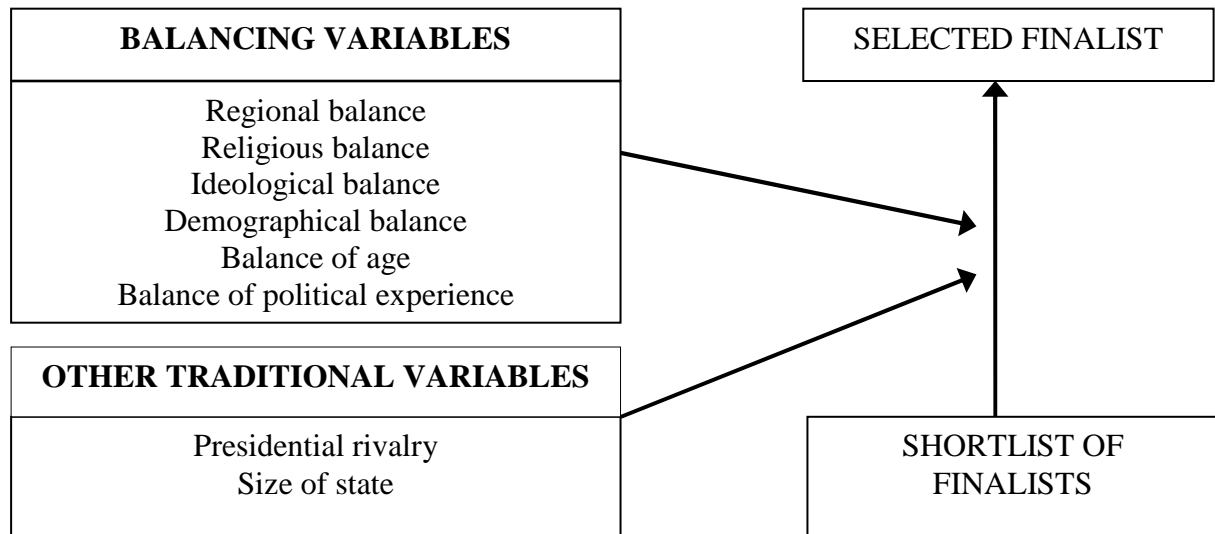 BALANCING VARIABLES
Regional balance
Religious balance
Ideological balance
Demographical balance
Balance of age
Balance of political experience
OTHER TRADITIONAL VARIABLES
Presidential rivalry
Size of state
SELECTED FINALIST
SHORTLIST OF
FINALISTS